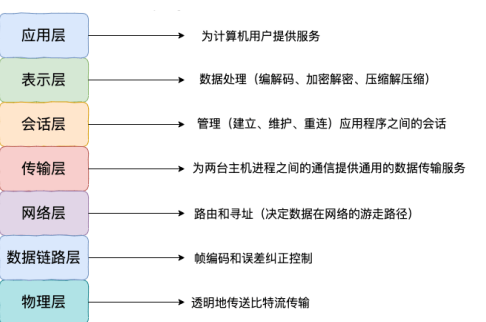 应用层
为计算机用户提供服务
表示层
数据处理（编解码、加密解密、压缩解压缩）
会话层
管理（建立、维护、重连）应用程序之间的会话
传输层
为两台主机进程之间的通信提供通用的数据传输服务
网络层
路由和寻址（决定数据在网络的游走路径）
数据链路层
帧编码和误差纠正控制
物理层
透明地传送比特流传输